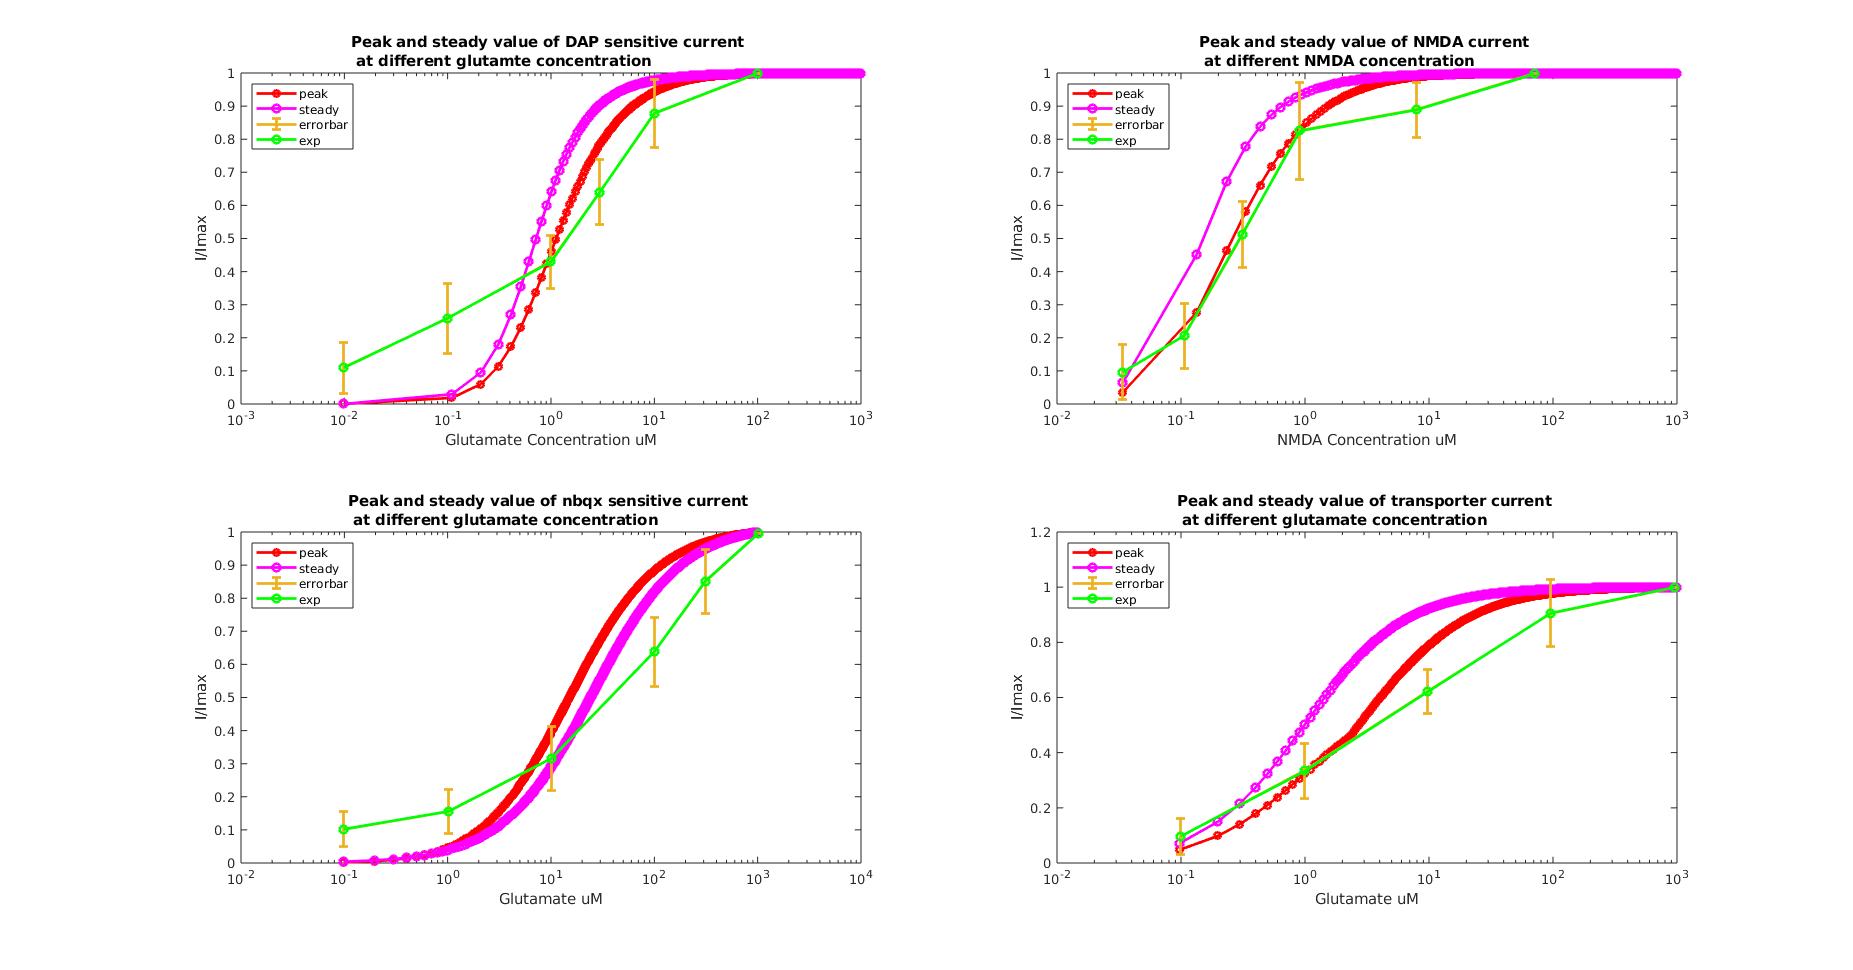 Peak and steady value of DAP sensitive current
at different glutamte concentration
1
0.9
0.8
0.7
0.6
0.5
0.4
0.3
0.2
0.1
0
I/Imax
peak
steady
errorbar
exp
10-3 10-2 10-1 100 101 102 103
Glutamate Concentration uM
Peak and steady value of NMDA current
at different NMDA concentration
1
0.9
0.8
0.7
0.6
0.5
0.4
0.3
0.2
0.1
0
I/Imax
peak
steady
errorbar
exp
10-2 10-1 100 101 102 103
NMDA Concentration uM
Peak and steady value of nbqx sensitive current
at different glutamate concentration
1
0.9
0.8
0.7
0.6
0.5
0.4
0.3
0.2
0.1
0
I/Imax
peak
steady
errorbar
exp
10-2 10-1 100 101 102 103 104
Glutamate uM
Peak and steady value of transporter current
at different glutamate concentration
1.2
1
0.8
0.6
0.4
0.2
0
I/Imax
peak
steady
errorbar
exp
10-2 10-1 100 101 102 103
Glutamate uM